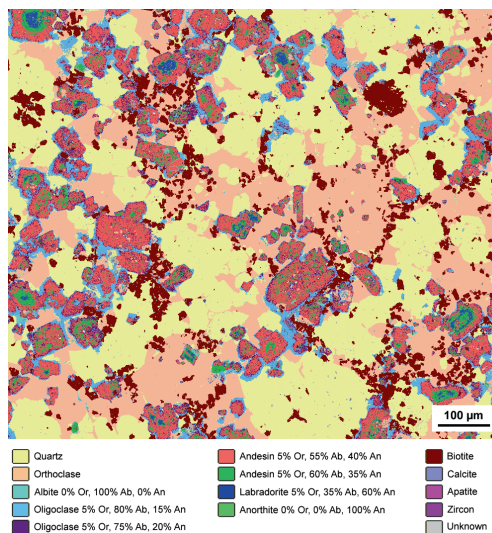 100 µm
Quartz
Orthoclase
Albite 0% Or, 100% Ab, 0% An
Oligoclase 5% Or, 80% Ab, 15% An
Oligoclase 5% Or, 75% Ab, 20% An
Andesin 5% Or, 55% Ab, 40% An
Andesin 5% Or, 60% Ab, 35% An
Labradorite 5% Or, 35% Ab, 60% An
Anorthite 0% Or, 0% Ab, 100% An
Biotite
Calcite
Apatite
Zircon
Unknown